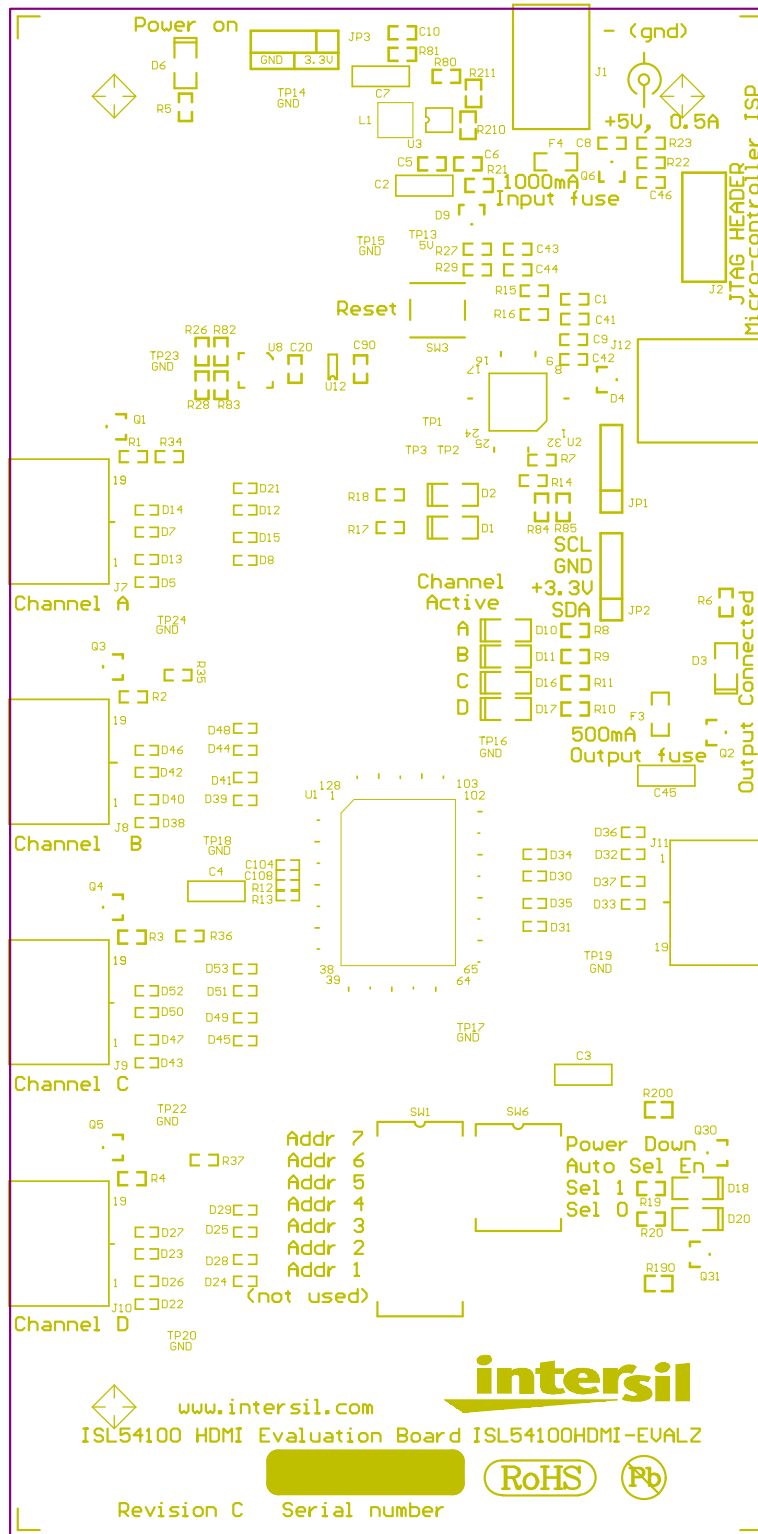 Power on
D6
R5
GND 3.3V
JP3
C10
R81
TP14
GND
C7
R80
R211
R210
L1
U3
J1
- (gnd)
+5V, 0.5A
C5
C6
R21
C2
F4
1000mA
Input fuse
C8
Q6
R23
R22
C46
JTAG HEADER
Micro-controller ISP
J2
D9
TP15
GND
TP13
5V
R27
R29
C43
C44
Reset
SW3
R15
R16
C1
C41
C9
C42
J12
R26
R82
TP23
GND
R28
R83
U8
C20
U12
C90
17
16
9
8
D4
24
25
32
1
U2
TP1
TP3
TP2
R7
R14
R84
R85
JP1
Q1
R1
R34
19
1
J7
D14
D7
D13
D5
D21
D12
D15
D8
R18
R17
D2
D1
Channel A
SCL
GND
+3.3V
SDA
JP2
Channel
Active
A
D10
R8
B
D11
R9
C
D16
R11
D
D17
R10
R6
D3
Output Connected
TP24
GND
Q3
R35
R2
19
1
J8
D46
D42
D40
D38
D48
D44
D41
D39
Channel B
TP16
GND
F3
500mA
Output fuse
Q2
C45
U1
128
1
103
102
38
39
65
64
TP18
GND
C104
C109
R12
R13
C4
D34
D30
D35
D31
D36
D32
D37
D33
J11
1
19
Q4
R3
R36
19
1
J9
D52
D50
D47
D43
D53
D51
D49
D45
Channel C
TP19
GND
TP17
GND
C3
TP22
GND
Q5
R4
R37
19
1
J10
D27
D23
D26
D22
D29
D25
D28
D24
Channel D
SW1
SW6
Addr 7
Addr 6
Addr 5
Addr 4
Addr 3
Addr 2
Addr 1
(not used)
R200
Power Down
Auto Sel En
Sel 1
Sel 0
Q30
R19
R20
D18
D20
Q31
R190
TP20
GND
intersil
www.intersil.com
ISL54100 HDMI Evaluation Board ISL54100HDMI-EVALZ
RoHS
Pb
Revision C Serial number